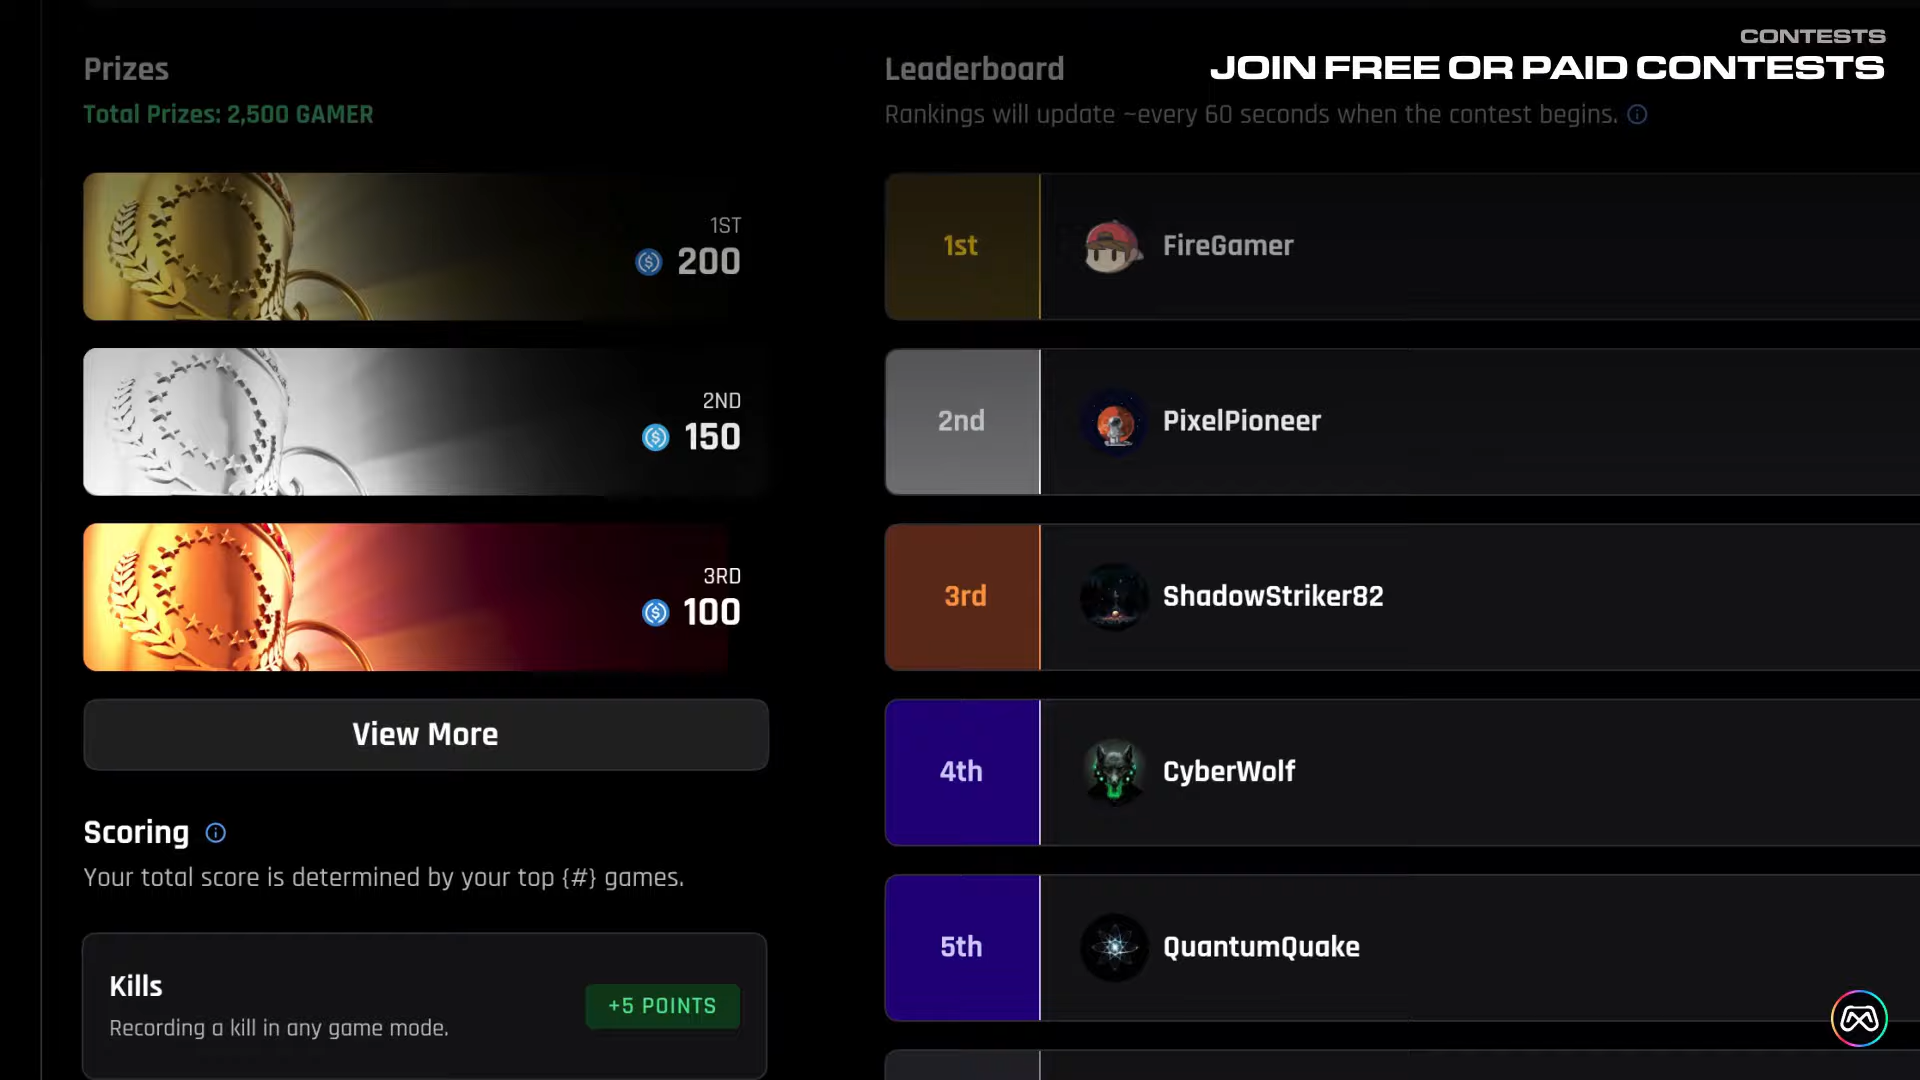 CONTESTS
JOIN FREE OR PAID CONTESTS
Prizes
Total Prizes: 2,500 GAMER
1ST
200
2ND
150
3RD
100
View More
Scoring
Your total score is determined by your top {#} games.
Kills
Recording a kill in any game mode.
+5 POINTS
Leaderboard
Rankings will update ~every 60 seconds when the contest begins.
1st
FireGamer
2nd
PixelPioneer
3rd
ShadowStriker82
4th
CyberWolf
5th
QuantumQuake